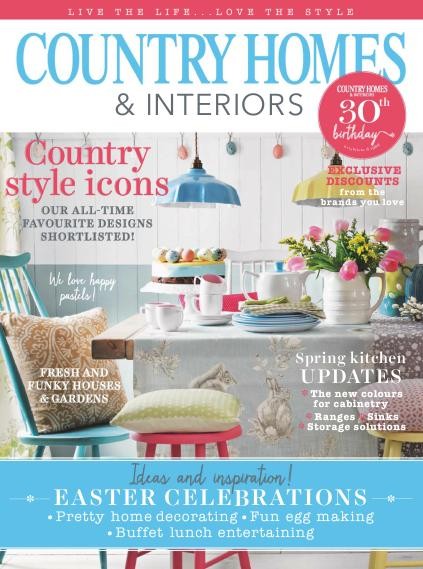 LIVE THE LIFE...LOVE THE STYLE
COUNTRY HOMES
& INTERIORS
COUNTRY HOMES
& INTERIORS
30th
birthday
EXCLUSIVE
DISCOUNTS
from the
brands you love
Country
style icons
OUR ALL-TIME
FAVOURITE DESIGNS
SHORTLISTED!
We love happy
pastels!
FRESH AND
FUNKY HOUSES
& GARDENS
Spring kitchen
UPDATES
*The new colours
for cabinetry
*Ranges *Sinks
*Storage solutions
Ideas and inspiration!
EASTER CELEBRATIONS
• Pretty home decorating • Fun egg making
• Buffet lunch entertaining